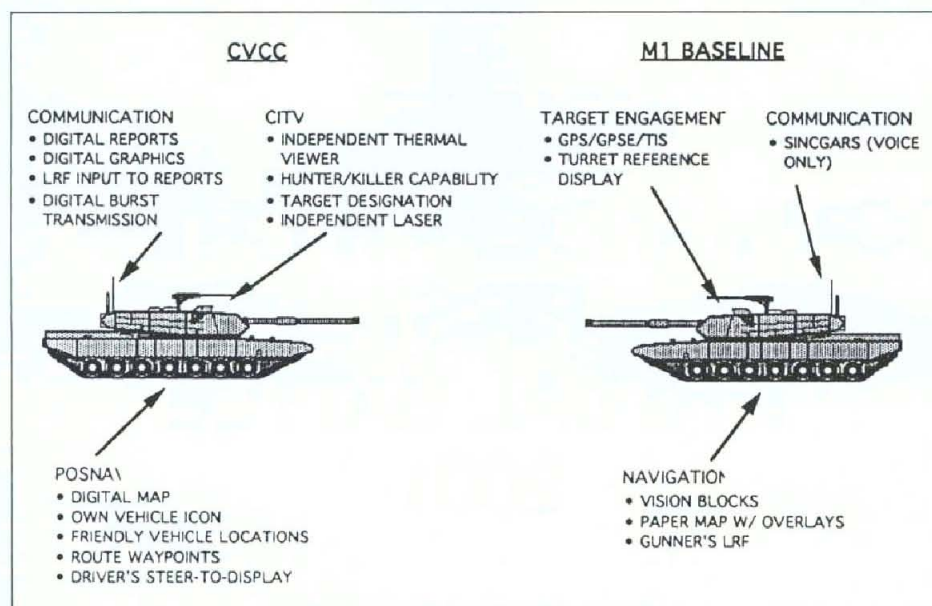 CVCC
COMMUNICATION
• DIGITAL REPORTS
• DIGITAL GRAPHICS
• LRF INPUT TO REPORTS
• DIGITAL BURST
TRANSMISSION
CITV
• INDEPENDENT THERMAL
VIEWER
• HUNTER/KILLER CAPABILITY
• TARGET DESIGNATION
• INDEPENDENT LASER
POSNAV
• DIGITAL MAP
• OWN VEHICLE ICON
• FRIENDLY VEHICLE LOCATIONS
• ROUTE WAYPOINTS
• DRIVER'S STEER-TO-DISPLAY
M1 BASELINE
TARGET ENGAGEMENT
• GPS/GPSE/TIS
• TURRET REFERENCE
DISPLAY
COMMUNICATION
• SINCGARS (VOICE
ONLY)
NAVIGATION
• VISION BLOCKS
• PAPER MAP W/ OVERLAYS
• GUNNER'S LRF